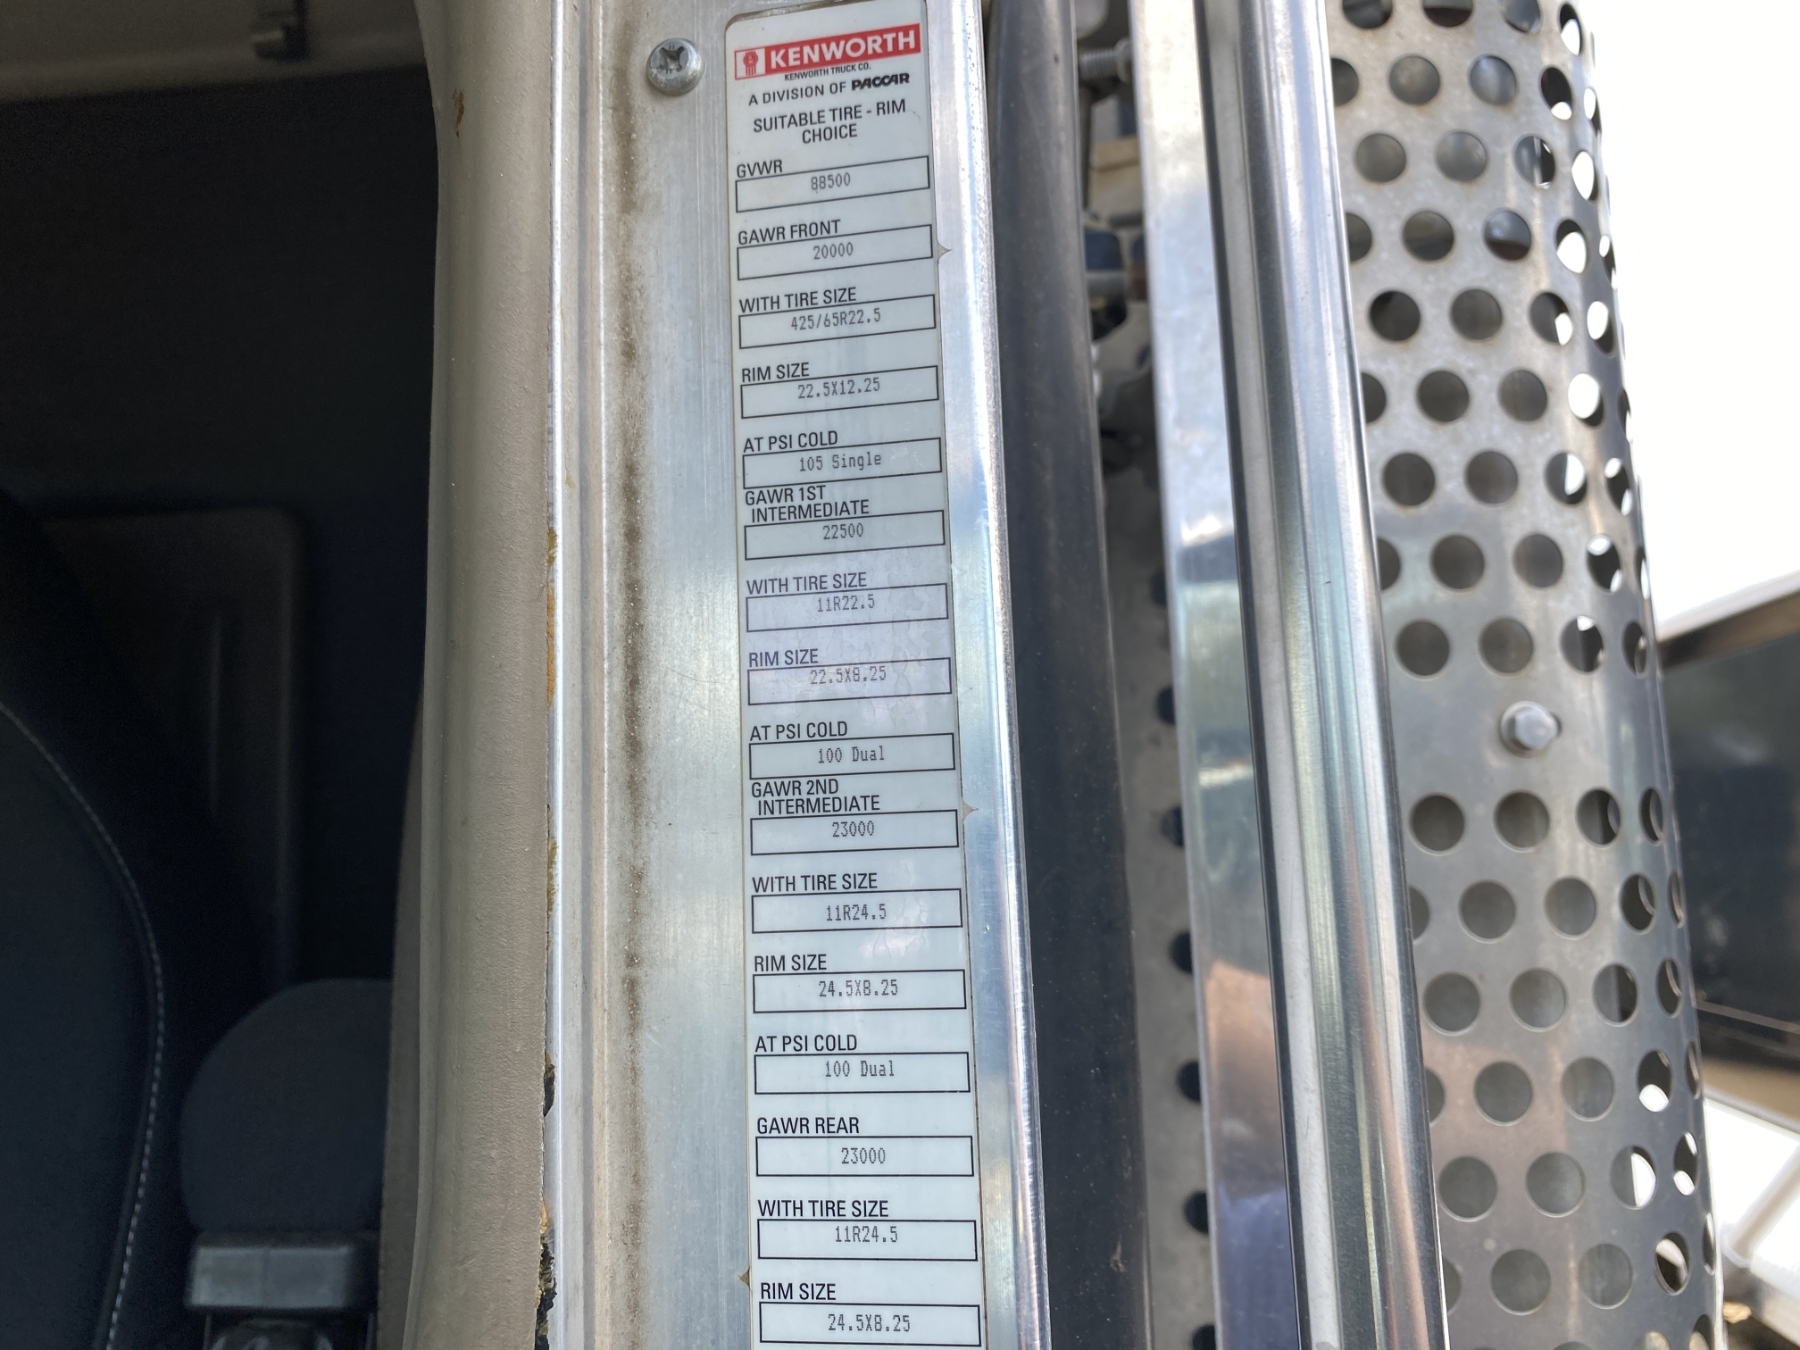 KENWORTH
KENWORTH TRUCK CO.
A DIVISION OF PACCAR
SUITABLE TIRE - RIM
CHOICE
GVWR
88500
GAWR FRONT
20000
WITH TIRE SIZE
425/65R22.5
RIM SIZE
22.5X12.25
AT PSI COLD
105 Single
GAWR 1ST
INTERMEDIATE
22500
WITH TIRE SIZE
11R22.5
RIM SIZE
22.5X8.25
AT PSI COLD
100 Dual
GAWR 2ND
INTERMEDIATE
23000
WITH TIRE SIZE
11R24.5
RIM SIZE
24.5X8.25
AT PSI COLD
100 Dual
GAWR REAR
23000
WITH TIRE SIZE
11R24.5
RIM SIZE
24.5X8.25